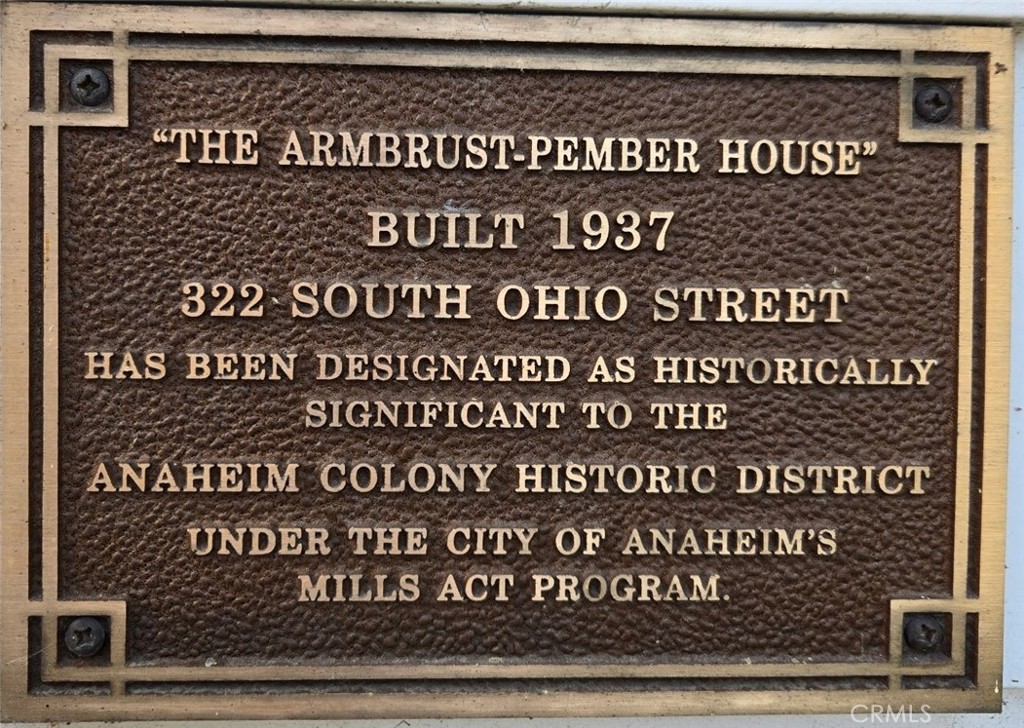 “THE ARMBRUST-PEMBER HOUSE”
BUILT 1937
322 SOUTH OHIO STREET
HAS BEEN DESIGNATED AS HISTORICALLY
SIGNIFICANT TO THE
ANAHEIM COLONY HISTORIC DISTRICT
UNDER THE CITY OF ANAHEIM'S
MILLS ACT PROGRAM.
CRMLS